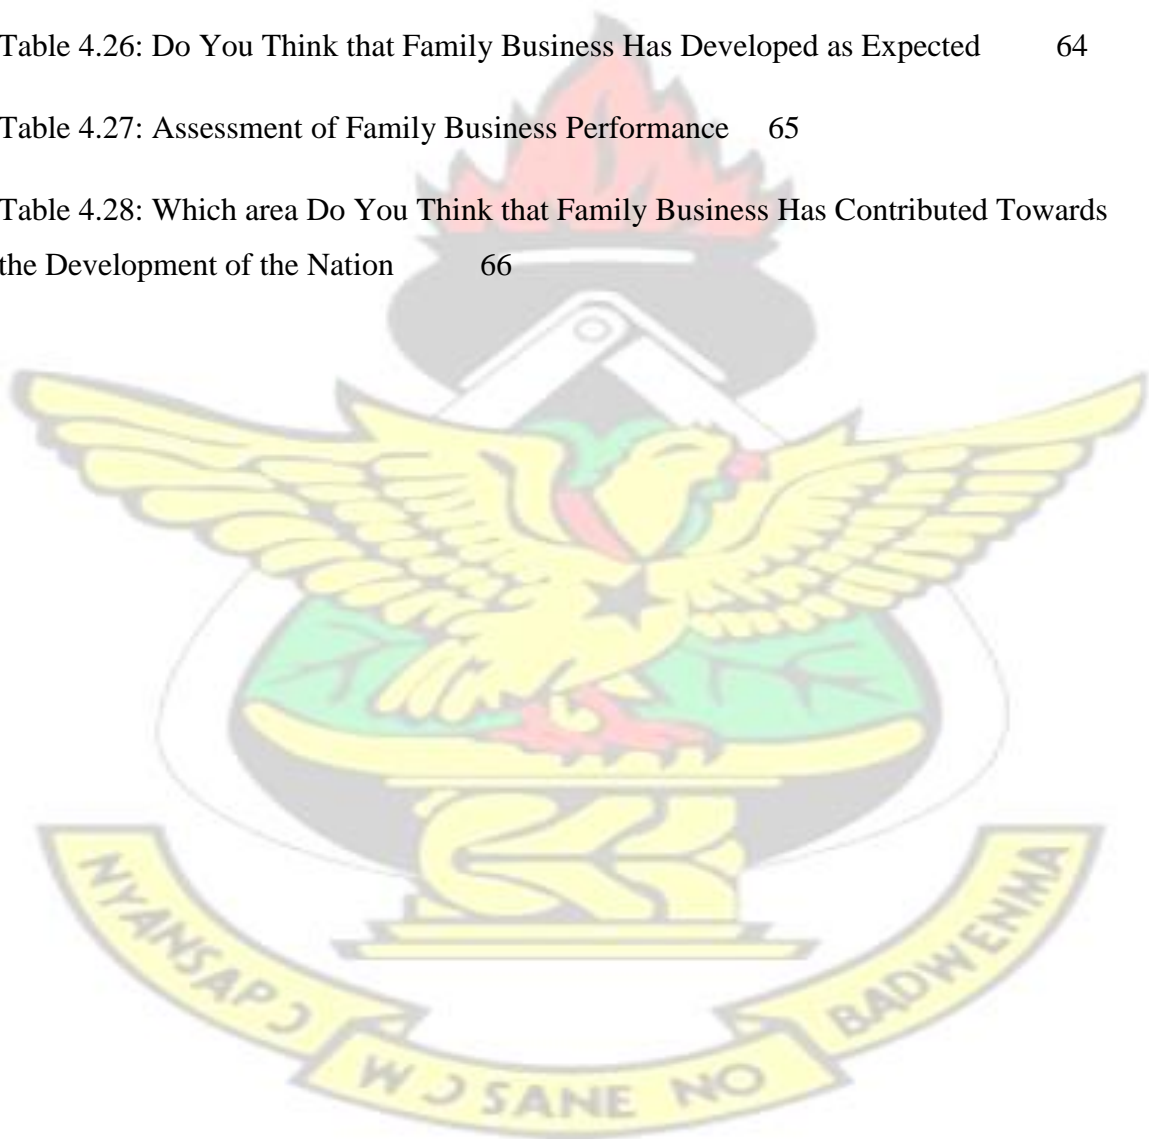 Table 4.26: Do You Think that Family Business Has Developed as Expected 64
Table 4.27: Assessment of Family Business Performance 65
Table 4.28: Which area Do You Think that Family Business Has Contributed Towards
the Development of the Nation 66
NYANSAPƆ
WƆSANE NO
BADWENMA